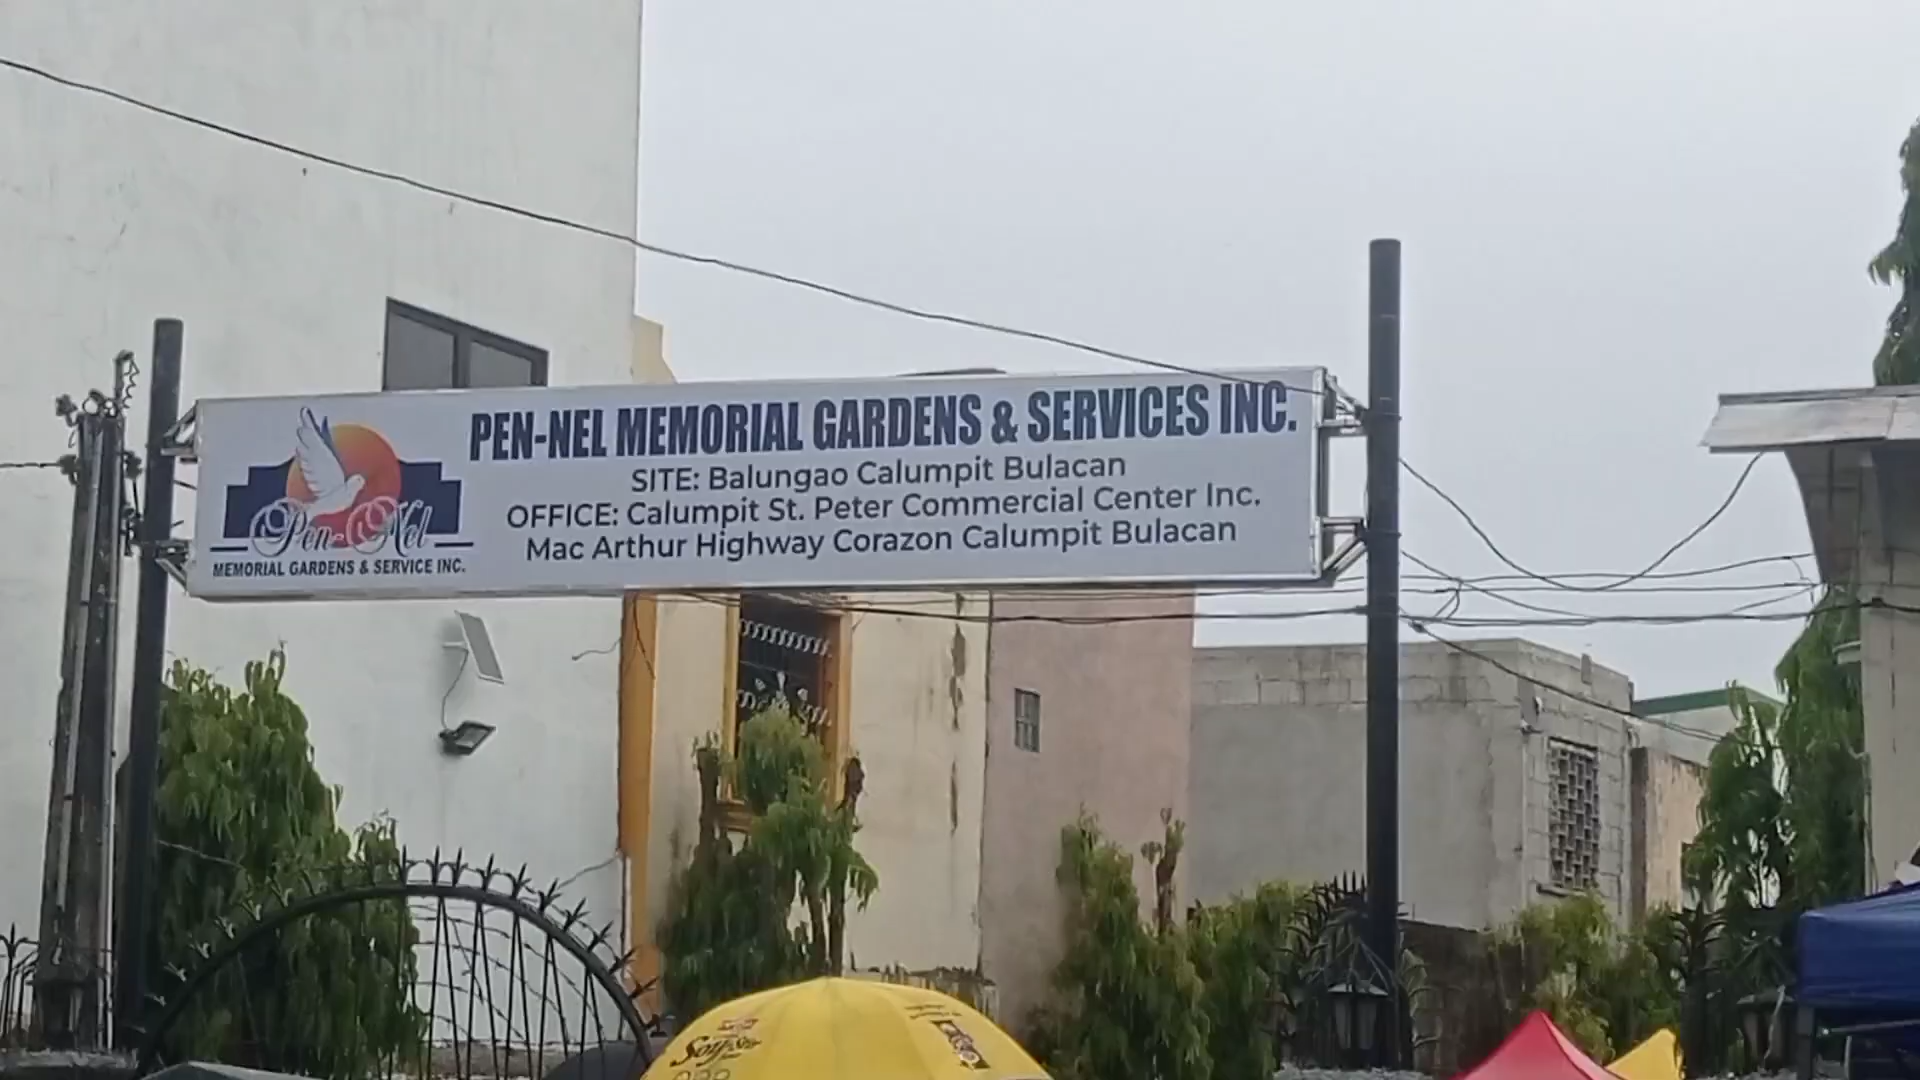 PEN-NEL MEMORIAL GARDENS & SERVICES INC.
SITE: Balungao Calumpit Bulacan
OFFICE: Calumpit St. Peter Commercial Center Inc.
Mac Arthur Highway Corazon Calumpit Bulacan
Pen-Nel
MEMORIAL GARDENS & SERVICE INC.